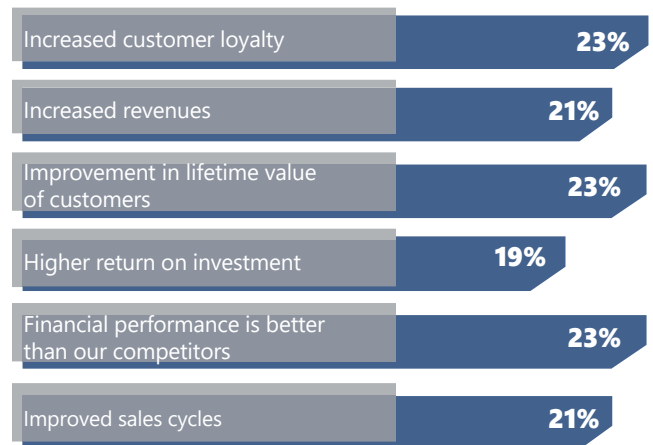 Increased customer loyalty 23%
Increased revenues 21%
Improvement in lifetime value
of customers 23%
Higher return on investment 19%
Financial performance is better
than our competitors 23%
Improved sales cycles 21%